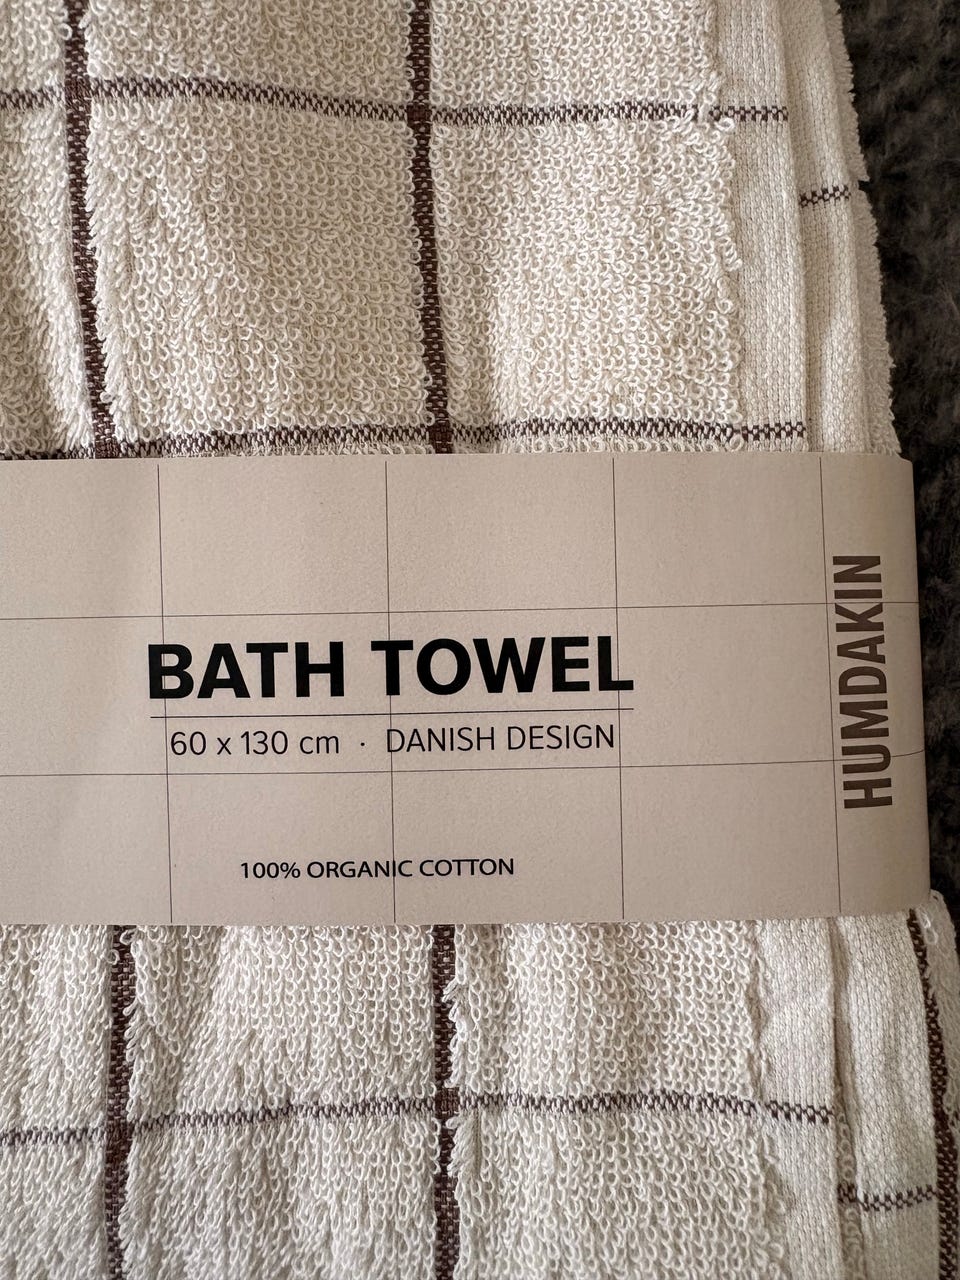 BATH TOWEL
60 x 130 cm · DANISH DESIGN
100% ORGANIC COTTON
HUMDAKIN